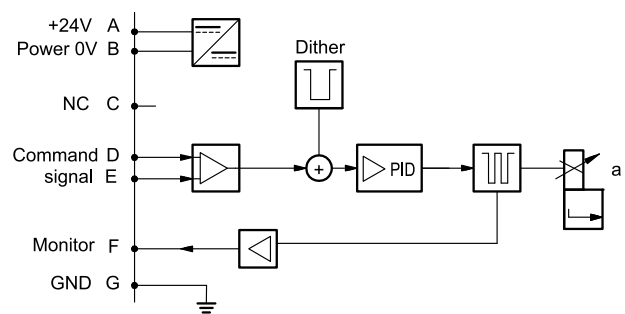 +24V A
Power 0V B
Dither
NC C
Command D
signal E
+
PID
a
Monitor F
GND G